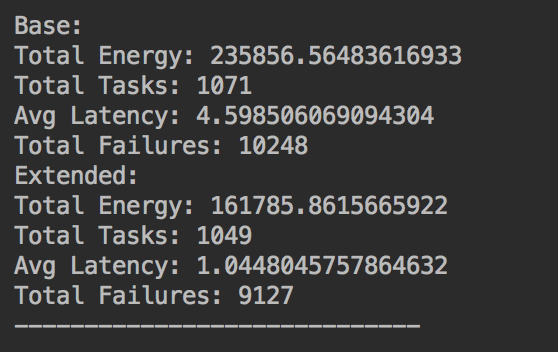 Base:
Total Energy: 235856.56483616933
Total Tasks: 1071
Avg Latency: 4.598506069094304
Total Failures: 10248
Extended:
Total Energy: 161785.8615665922
Total Tasks: 1049
Avg Latency: 1.0448045757864632
Total Failures: 9127
-----------------------------